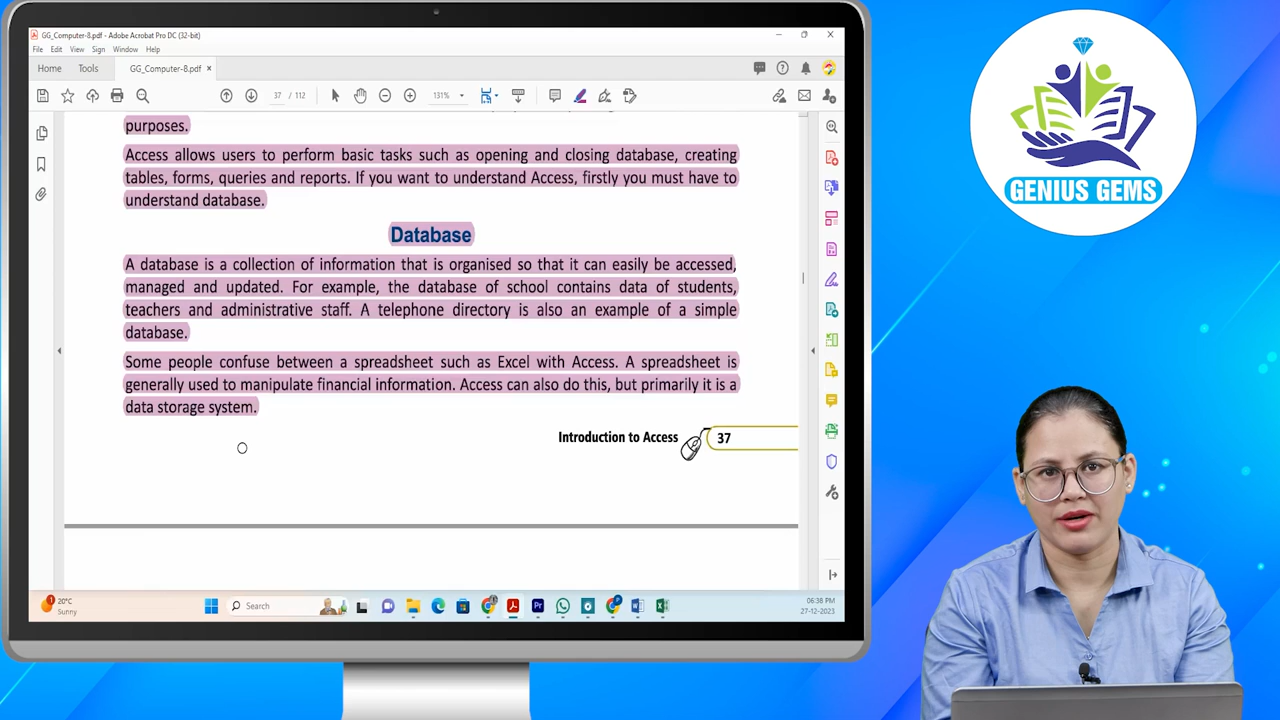 GG_Computer-8.pdf - Adobe Acrobat Pro DC (32-bit)
File Edit View Sign Window Help
Home Tools GG_Computer-8.pdf ×
37 / 112 131%
purposes.
Access allows users to perform basic tasks such as opening and closing database, creating
tables, forms, queries and reports. If you want to understand Access, firstly you must have to
understand database.
Database
A database is a collection of information that is organised so that it can easily be accessed,
managed and updated. For example, the database of school contains data of students,
teachers and administrative staff. A telephone directory is also an example of a simple
database.
Some people confuse between a spreadsheet such as Excel with Access. A spreadsheet is
generally used to manipulate financial information. Access can also do this, but primarily it is a
data storage system.
Introduction to Access 37
1 20°C
Sunny
Search
06:38 PM
27-12-2023
GENIUS GEMS